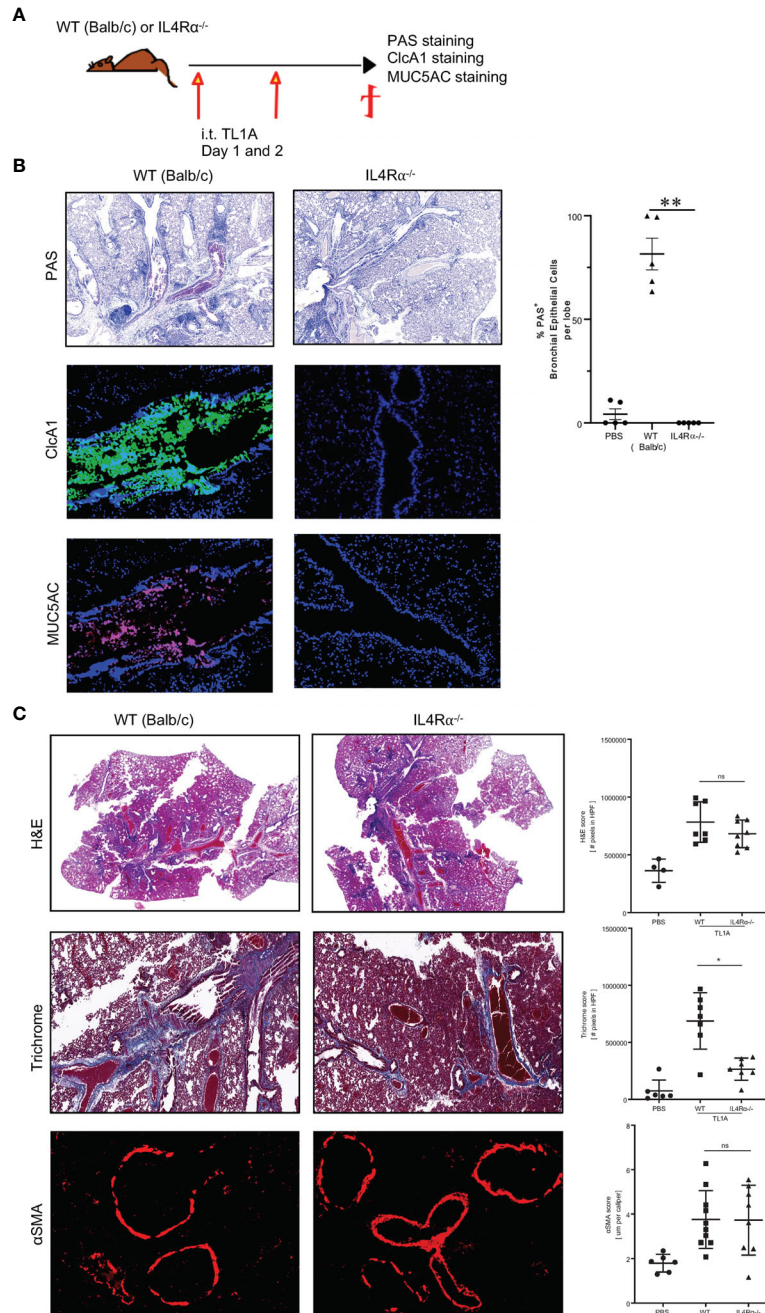 A
WT (Balb/c) or IL4Rα-/-
PAS staining
ClcA1 staining
MUC5AC staining
i.t. TL1A
Day 1 and 2
B
WT (Balb/c)
IL4Rα-/-
PAS
ClcA1
MUC5AC
% PAS+
Bronchial Epithelial Cells
per lobe
100
50
0
**
PBS
WT
( Balb/c)
IL4Rα-/-
C
WT (Balb/c)
IL4Rα-/-
H&E
Trichrome
αSMA
H&E score
[ # pixels in HPF]
1500000
1000000
500000
0
ns
PBS
WT
IL4Rα-/-
TL1A
Trichrome score
[ # pixels in HPF]
1500000
1000000
500000
0
*
PBS
WT
IL4Rα-/-
TL1A
αSMA score
[ um per caliper]
8
6
4
2
0
ns
PBS
WT
IL4Rα-/-